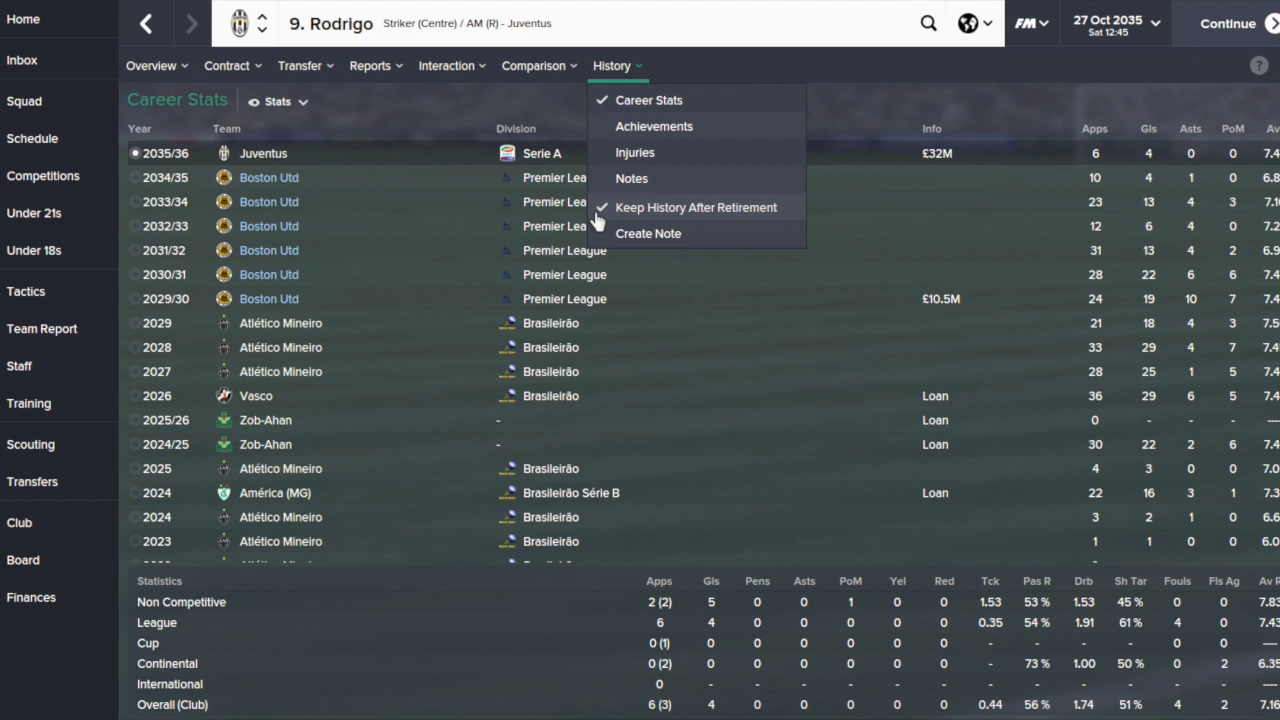 Home
Inbox
Squad
Schedule
Competitions
Under 21s
Under 18s
Tactics
Team Report
Staff
Training
Scouting
Transfers
Club
Board
Finances
9. Rodrigo Striker (Centre) / AM (R) - Juventus
FM
27 Oct 2035
Sat 12:45
Continue
Overview Contract Transfer Reports Interaction Comparison History ?
Career Stats Stats
Career Stats
Achievements
Injuries
Notes
Keep History After Retirement
Create Note
Year Team Division Info Apps Gls Asts PoM Av
2035/36 Juventus Serie A £32M 6 4 0 0 7.4
2034/35 Boston Utd Premier Lea 10 4 1 0 6.8
2033/34 Boston Utd Premier Lea 23 13 4 3 7.1
2032/33 Boston Utd Premier Lea 12 6 4 0 7.2
2031/32 Boston Utd Premier League 31 13 4 2 6.9
2030/31 Boston Utd Premier League 28 22 6 6 7.4
2029/30 Boston Utd Premier League £10.5M 24 19 10 7 7.4
2029 Atlético Mineiro Brasileirão 21 18 4 3 7.5
2028 Atlético Mineiro Brasileirão 33 29 4 7 7.4
2027 Atlético Mineiro Brasileirão 28 25 1 5 7.4
2026 Vasco Brasileirão Loan 36 29 6 5 7.4
2025/26 Zob-Ahan - Loan 0 - - - ----
2024/25 Zob-Ahan - Loan 30 22 2 6 7.4
2025 Atlético Mineiro Brasileirão 4 3 0 0 7.0
2024 América (MG) Brasileirão Série B Loan 22 16 3 1 7.3
2024 Atlético Mineiro Brasileirão 3 2 1 0 6.6
2023 Atlético Mineiro Brasileirão 1 1 0 0 6.0
Statistics Apps Gls Pens Asts PoM Yel Red Tck Pas R Drb Sh Tar Fouls Fls Ag Av R
Non Competitive 2 (2) 5 0 0 1 0 0 1.53 53 % 1.53 45 % 0 0 7.83
League 6 4 0 0 0 0 0 0.35 54 % 1.91 61 % 4 0 7.43
Cup 0 (1) 0 0 0 0 0 0 - - - - 0 0 ----
Continental 0 (2) 0 0 0 0 0 0 - 73 % 1.00 50 % 0 2 6.35
International 0 - - - - - - - - - - - - ----
Overall (Club) 6 (3) 4 0 0 0 0 0 0.44 56 % 1.74 51 % 4 2 7.16